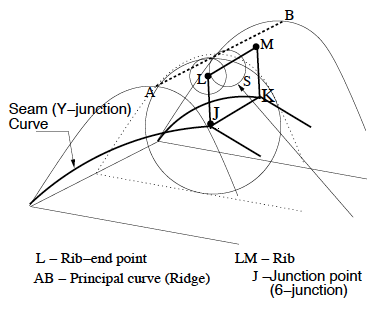 B
M
A
L
S
K
J
Seam (Y–junction)
Curve
L – Rib–end point
LM – Rib
AB – Principal curve (Ridge)
J –Junction point
(6–junction)